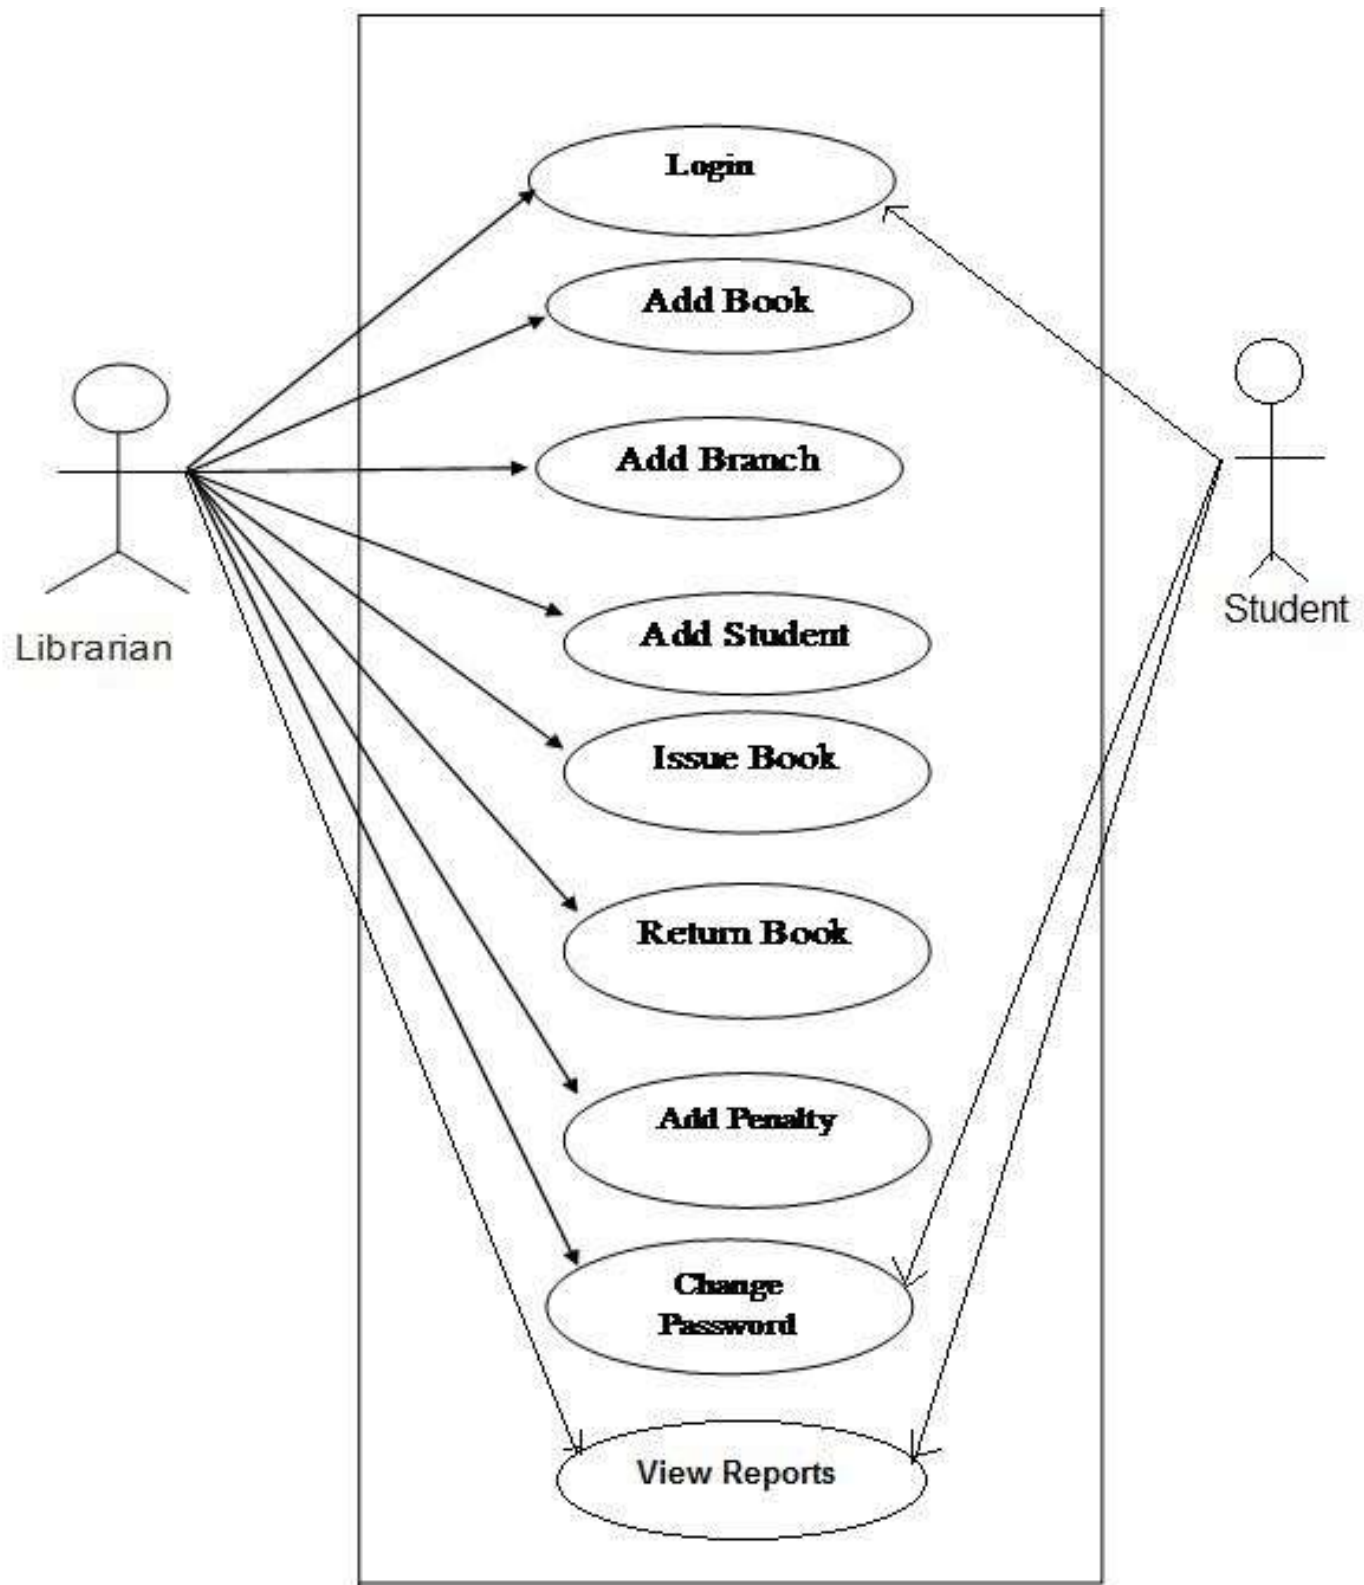 Login
Add Book
Add Branch
Add Student
Student
Librarian
Issue Book
Return Book
Add Penalty
Change
Password
View Reports